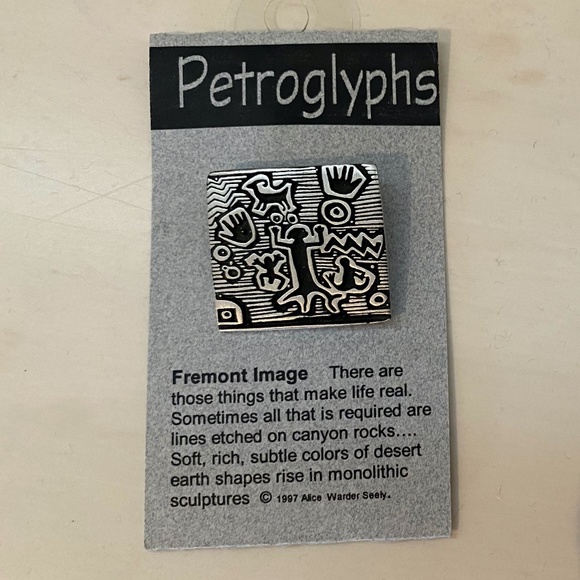 Petroglyphs
Fremont Image There are
those things that make life real.
Sometimes all that is required are
lines etched on canyon rocks....
Soft, rich, subtle colors of desert
earth shapes rise in monolithic
sculptures © 1997 Alice Warder Seely.